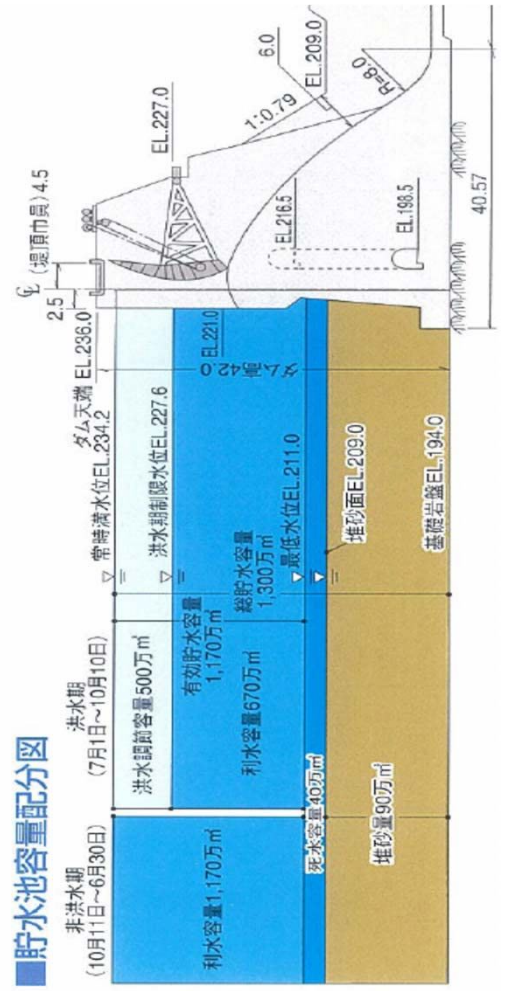 ■貯水池容量配分図
非洪水期
(10月11日～6月30日)
洪水期
(7月1日～10月10日)
常時満水位EL.234.2
ダム天端 EL.236.0
2.5
℄ (堤頂巾員) 4.5
洪水調節容量500万㎥
洪水期制限水位EL.227.6
EL.227.0
利水容量1,170万㎥
有効貯水容量
1,170万㎥
利水容量670万㎥
総貯水容量
1,300万㎥
EL.221.0
ダム高42.0
1:0.79
6.0
EL.209.0
R=8.0
EL.216.5
EL.198.5
最低水位EL.211.0
死水容量40万㎥
堆砂面EL.209.0
堆砂量90万㎥
基礎岩盤EL.194.0
40.57